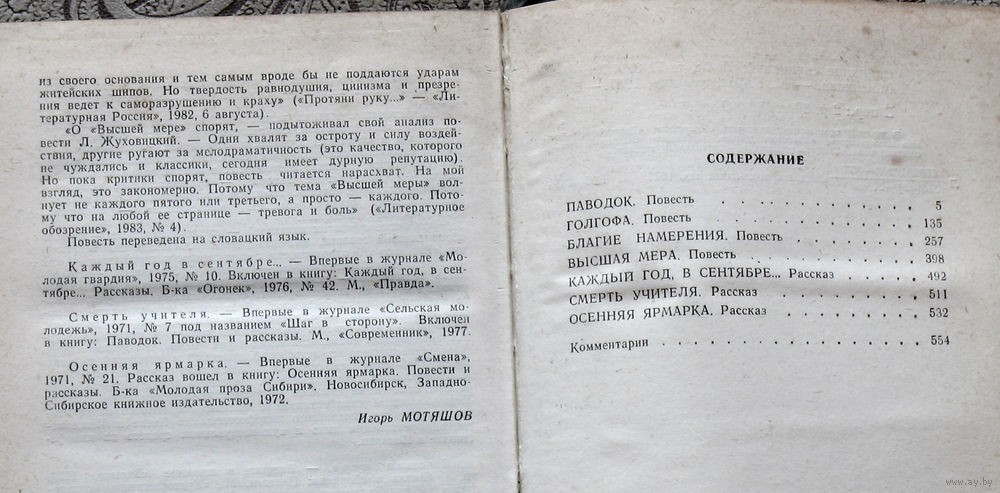 из своего основания и тем самым вроде бы не поддаются ударам
житейских шипов. Но твердость равнодушия, цинизма и презре-
ния ведет к саморазрушению и краху» («Протяни руку...» — «Ли-
тературная Россия», 1982, 6 августа).
«О «Высшей мере» спорят, — подытоживал свой анализ по-
вести Л. Жуховицкий. — Одни хвалят за остроту и силу воздей-
ствия, другие ругают за мелодраматичность (это качество, которого
не чуждались и классики, сегодня имеет дурную репутацию).
Но пока критики спорят, повесть читается нарасхват. На мой
взгляд, это закономерно. Потому что тема «Высшей меры» вол-
нует не каждого пятого или третьего, а просто — каждого. Пото-
му что на любой ее странице — тревога и боль» («Литературное
обозрение», 1983, № 4).
Повесть переведена на словацкий язык.
Каждый год в сентябре... — Впервые в журнале «Мо-
лодая гвардия», 1975, № 10. Включен в книгу: Каждый год, в сен-
тябре... Рассказы. Б-ка «Огонек», 1976, № 42. М., «Правда».
Смерть учителя. — Впервые в журнале «Сельская мо-
лодежь», 1971, № 7 под названием «Шаг в сторону». Включен
в книгу: Паводок. Повести и рассказы. М., «Современник», 1977.
Осенняя ярмарка. — Впервые в журнале «Смена»,
1971, № 21. Рассказ вошел в книгу: Осенняя ярмарка. Повести и
рассказы. Б-ка «Молодая проза Сибири». Новосибирск, Западно-
Сибирское книжное издательство, 1972.
Игорь МОТЯШОВ
СОДЕРЖАНИЕ
ПАВОДОК. Повесть . . . . . . . . . . . 5
ГОЛГОФА. Повесть . . . . . . . . . . . 135
БЛАГИЕ НАМЕРЕНИЯ. Повесть . . . . . . . 257
ВЫСШАЯ МЕРА. Повесть . . . . . . . . . 398
КАЖДЫЙ ГОД, В СЕНТЯБРЕ... Рассказ . . . . 492
СМЕРТЬ УЧИТЕЛЯ. Рассказ . . . . . . . . 511
ОСЕННЯЯ ЯРМАРКА. Рассказ . . . . . . . 532
Комментарии . . . . . . . . . . . . . 554
www.ay.by